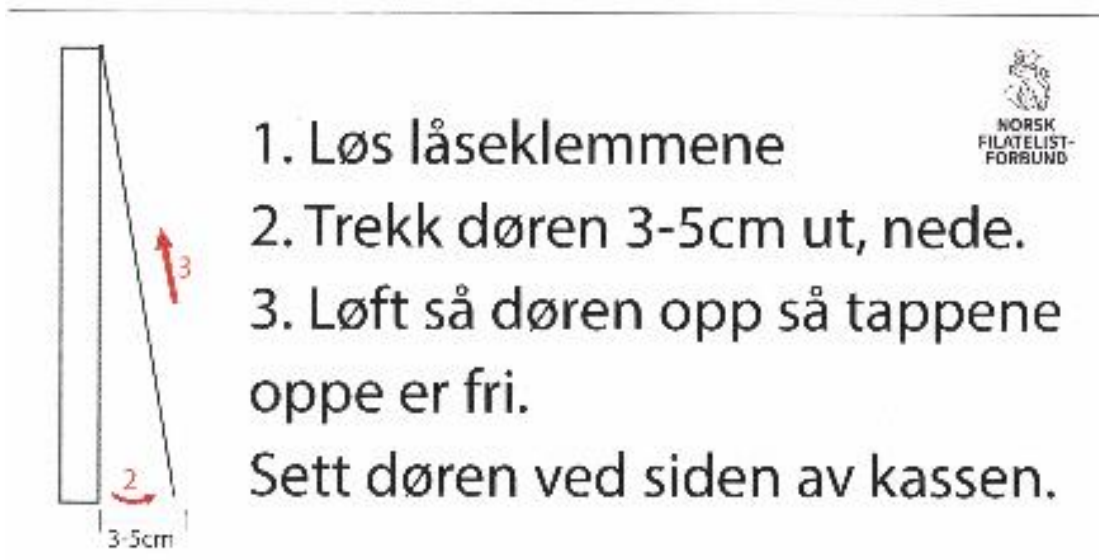 1. Løs låseklemmene
2. Trekk døren 3-5cm ut, nede.
3. Løft så døren opp så tappene
oppe er fri.
Sett døren ved siden av kassen.
NORSK
FILATELIST-
FORBUND
3
2
3-5cm